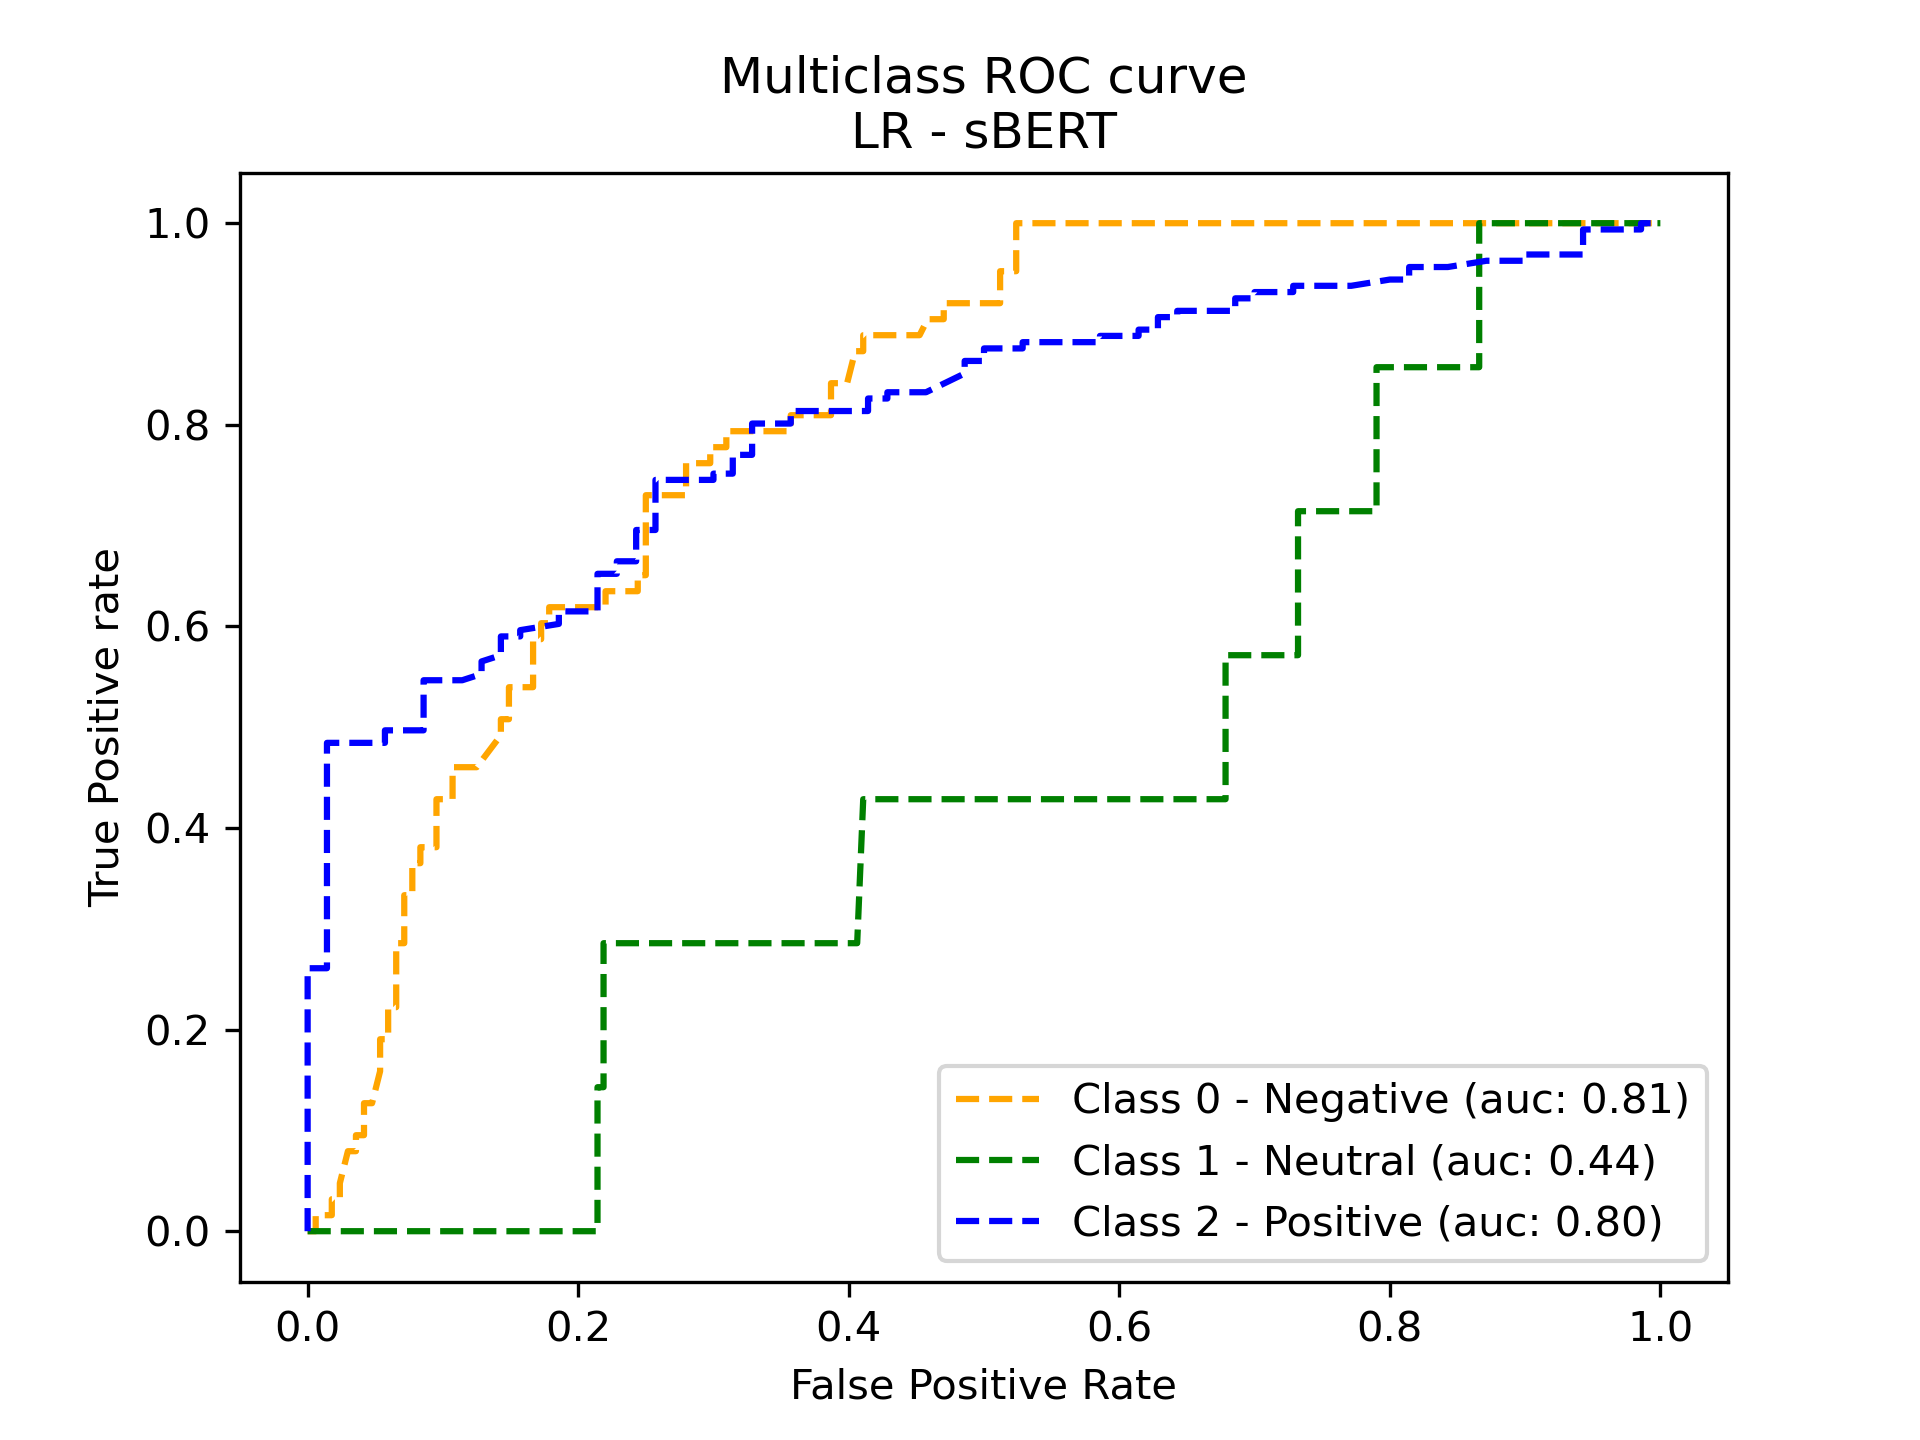 Multiclass ROC curve
LR - sBERT
True Positive rate
1.0
0.8
0.6
0.4
0.2
0.0
Class 0 - Negative (auc: 0.81)
Class 1 - Neutral (auc: 0.44)
Class 2 - Positive (auc: 0.80)
0.0 0.2 0.4 0.6 0.8 1.0
False Positive Rate